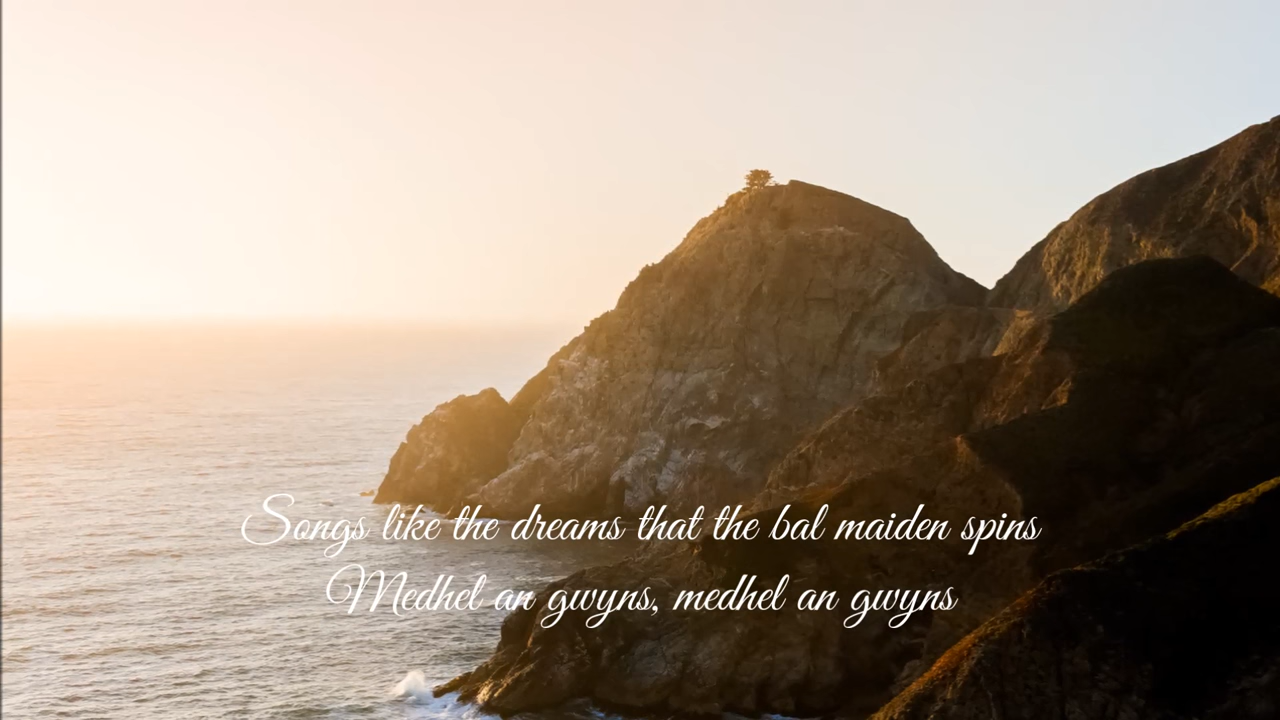 Songs like the dreams that the bal maiden spins
Medhel an gwyns, medhel an gwyns